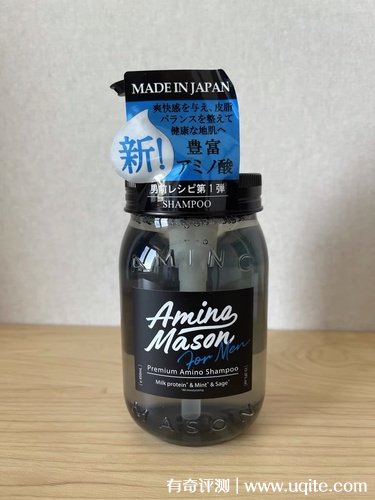 MADE IN JAPAN
爽快感を与え、皮脂
バランスを整えて
健康な地肌へ
新!
豊富
アミノ酸
男前レシピ第1弾
SHAMPOO
AMINO
Amino
Mason
For Men
Premium Amino Shampoo
Milk protein* & Mint* & Sage*
MASON
有奇评测 | www.uqite.com